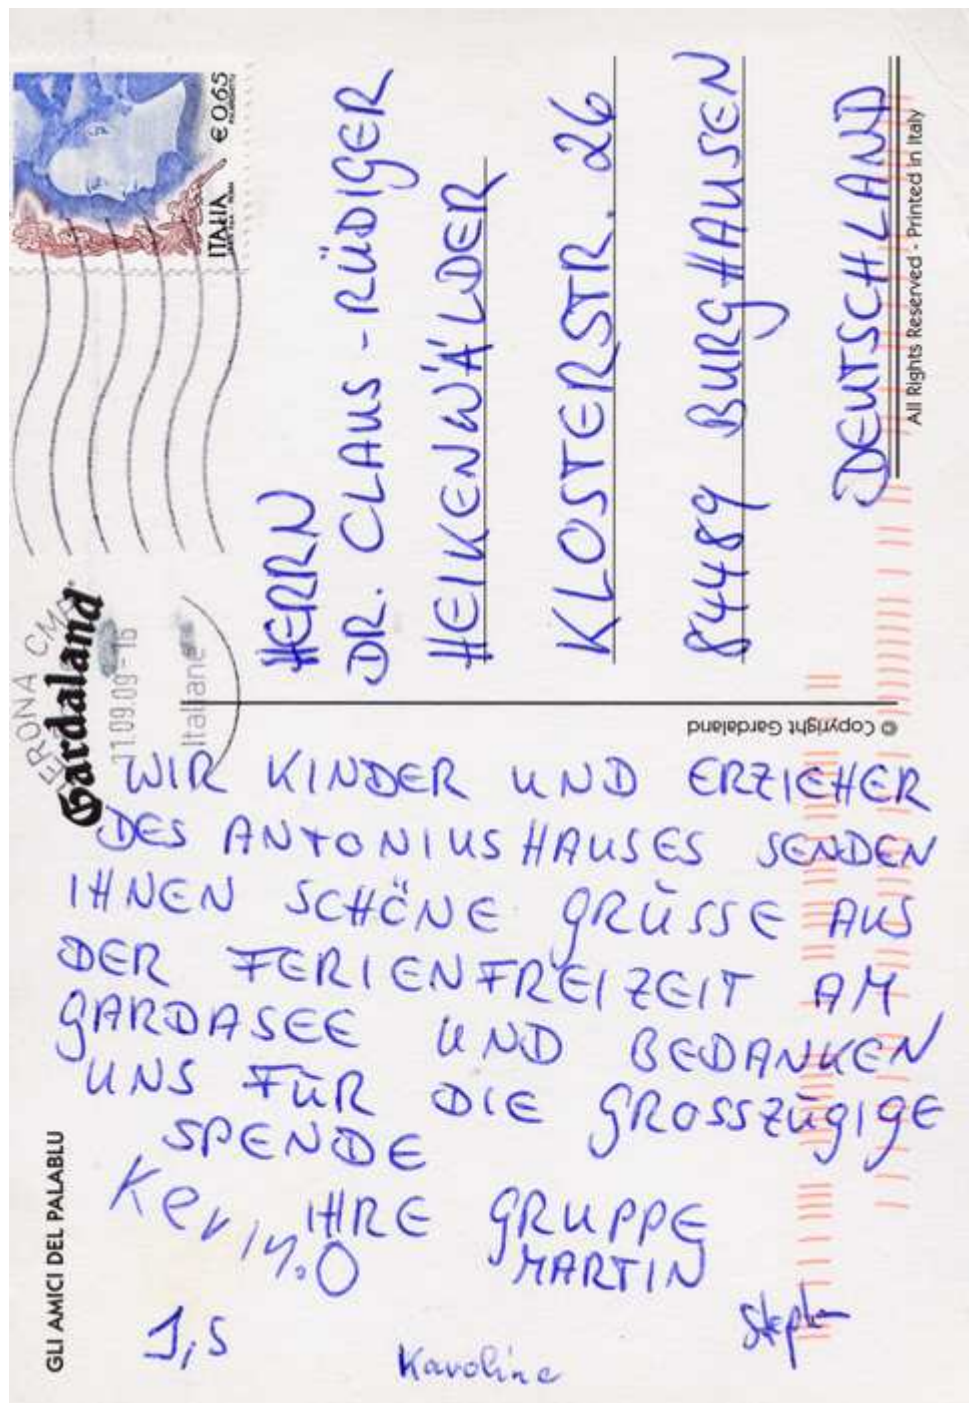 €0.65
ITALIA
Gardaland
11.09.09-16
Italiane
HERRN
DR. CLAUS-RÜDIGER
HEIKENWÄLDER
KLOSTERSTR. 26
84489 BURGHAUSEN
DEUTSCHLAND
All Rights Reserved - Printed in Italy
© Copyright Gardaland
WIR KINDER UND ERZIEHER
DES ANTONIUSHAUSES SENDEN
IHNEN SCHÖNE GRÜSSE AUS
DER FERIENFREIZEIT AM
GARDASEE UND BEDANKEN
UNS FÜR DIE GROSSZÜGIGE
SPENDE
IHRE GRUPPE
MARTIN
Kevin.O
J,S
Karoline
GLI AMICI DEL PALABLU